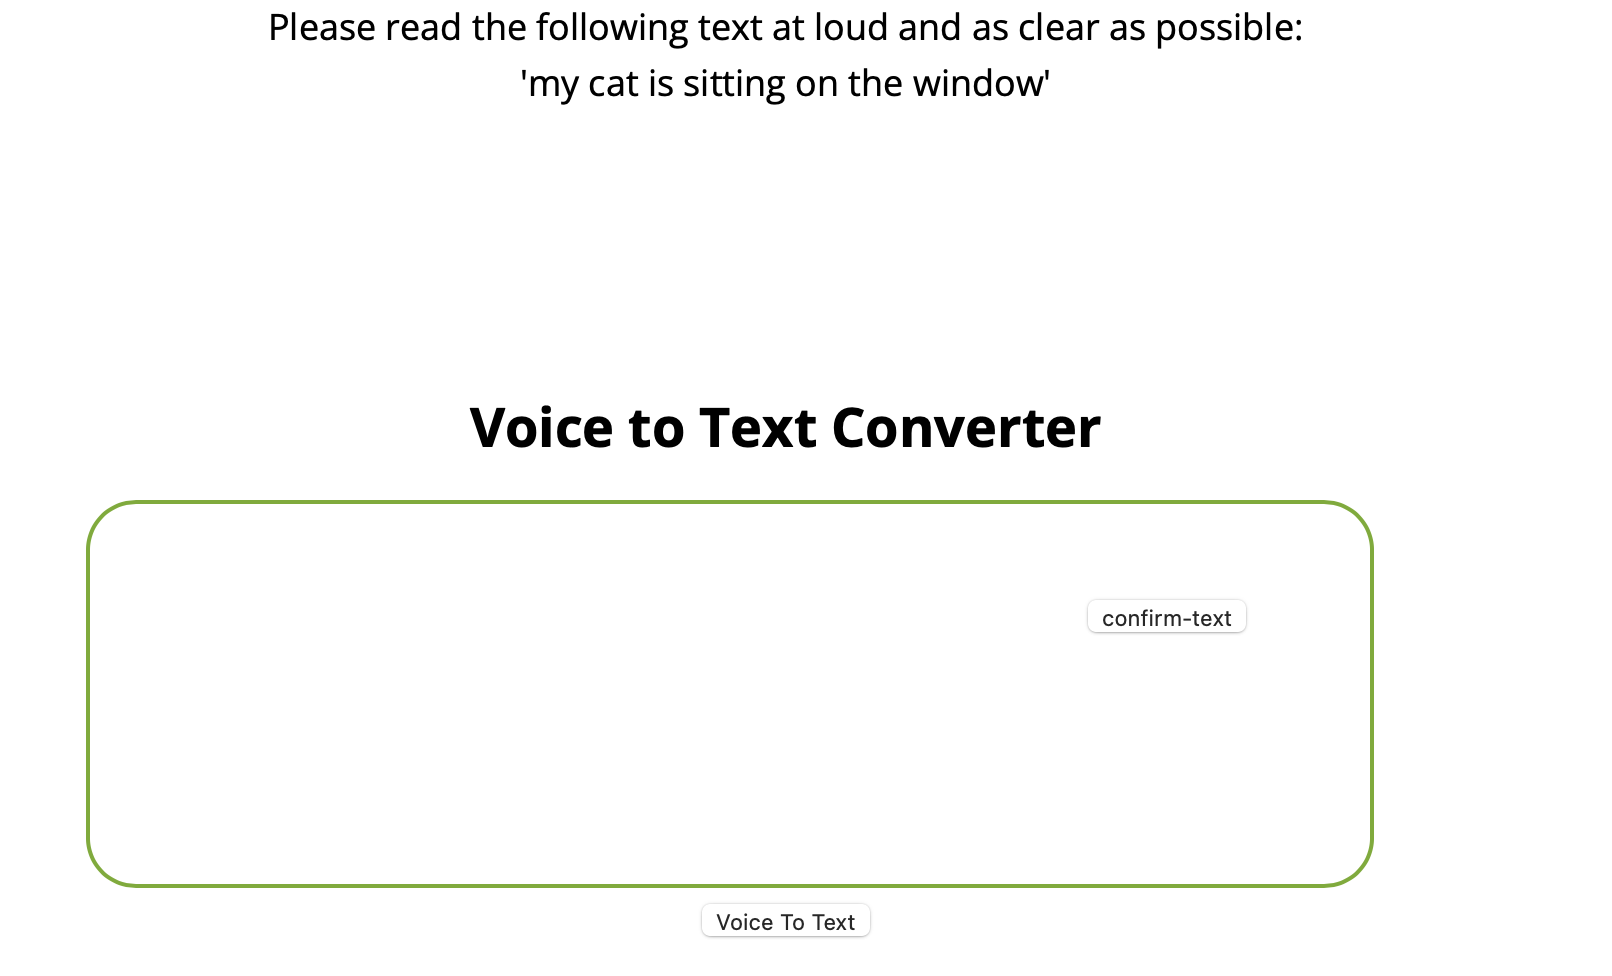 Please read the following text at loud and as clear as possible:
'my cat is sitting on the window'
Voice to Text Converter
confirm-text
Voice To Text